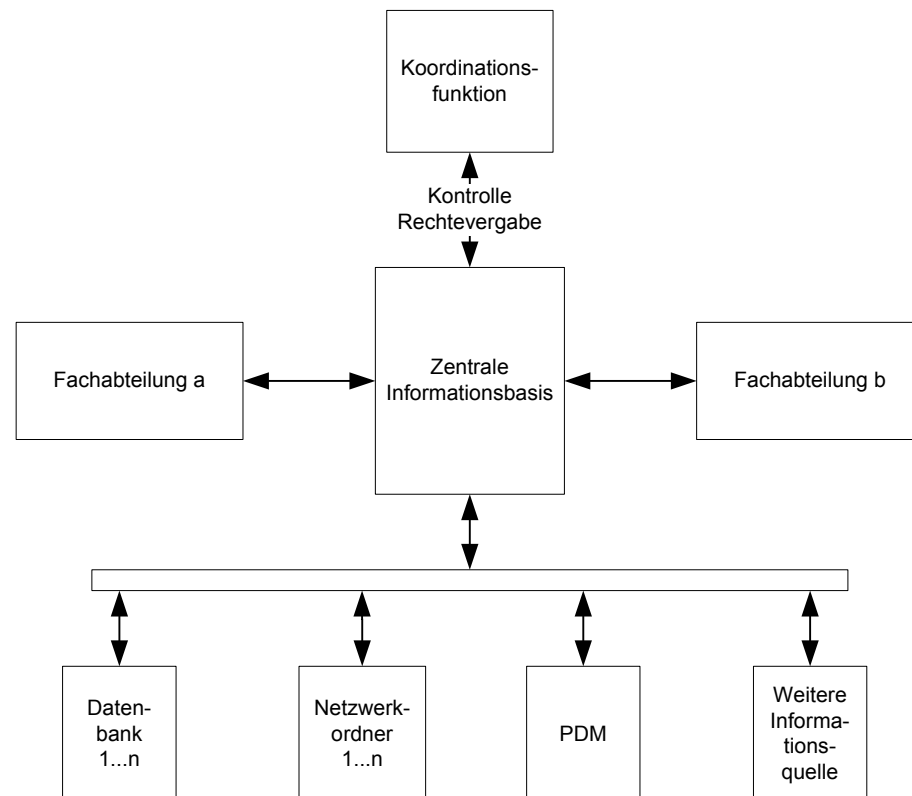 Koordinations-
funktion
Kontrolle
Rechtevergabe
Fachabteilung a
Zentrale
Informationsbasis
Fachabteilung b
Daten-
bank
1...n
Netzwerk-
ordner
1...n
PDM
Weitere
Informa-
tions-
quelle